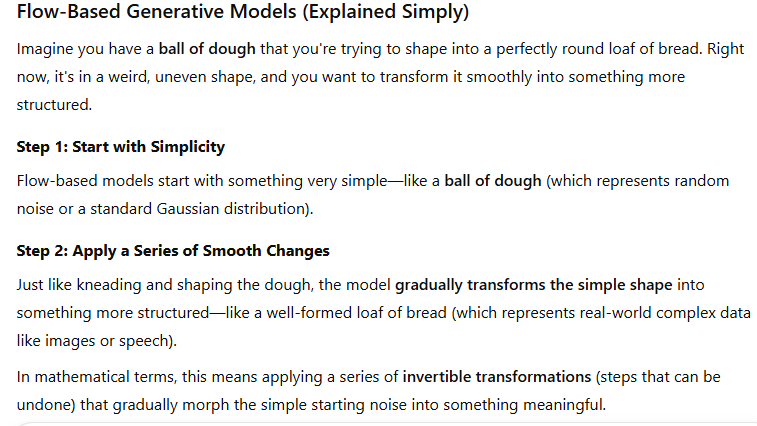 Flow-Based Generative Models (Explained Simply)
Imagine you have a ball of dough that you're trying to shape into a perfectly round loaf of bread. Right
now, it's in a weird, uneven shape, and you want to transform it smoothly into something more
structured.
Step 1: Start with Simplicity
Flow-based models start with something very simple—like a ball of dough (which represents random
noise or a standard Gaussian distribution).
Step 2: Apply a Series of Smooth Changes
Just like kneading and shaping the dough, the model gradually transforms the simple shape into
something more structured—like a well-formed loaf of bread (which represents real-world complex data
like images or speech).
In mathematical terms, this means applying a series of invertible transformations (steps that can be
undone) that gradually morph the simple starting noise into something meaningful.